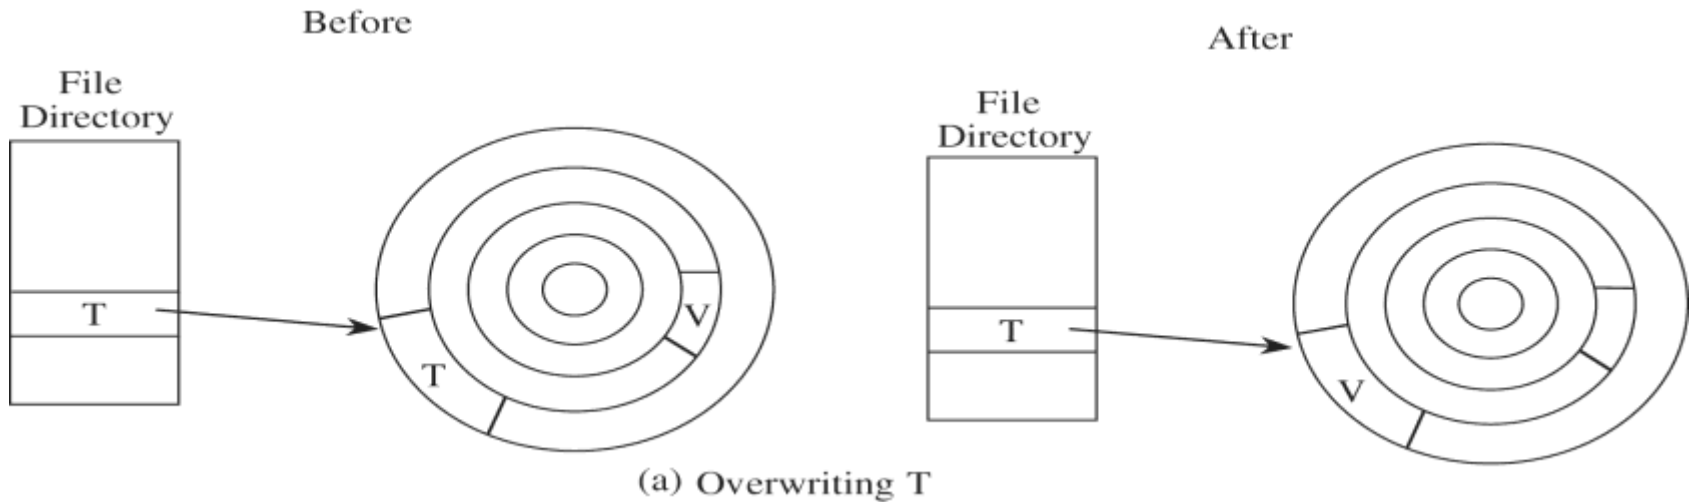 Before
After
File
Directory
File
Directory
T
T
V
T
V
(a) Overwriting T